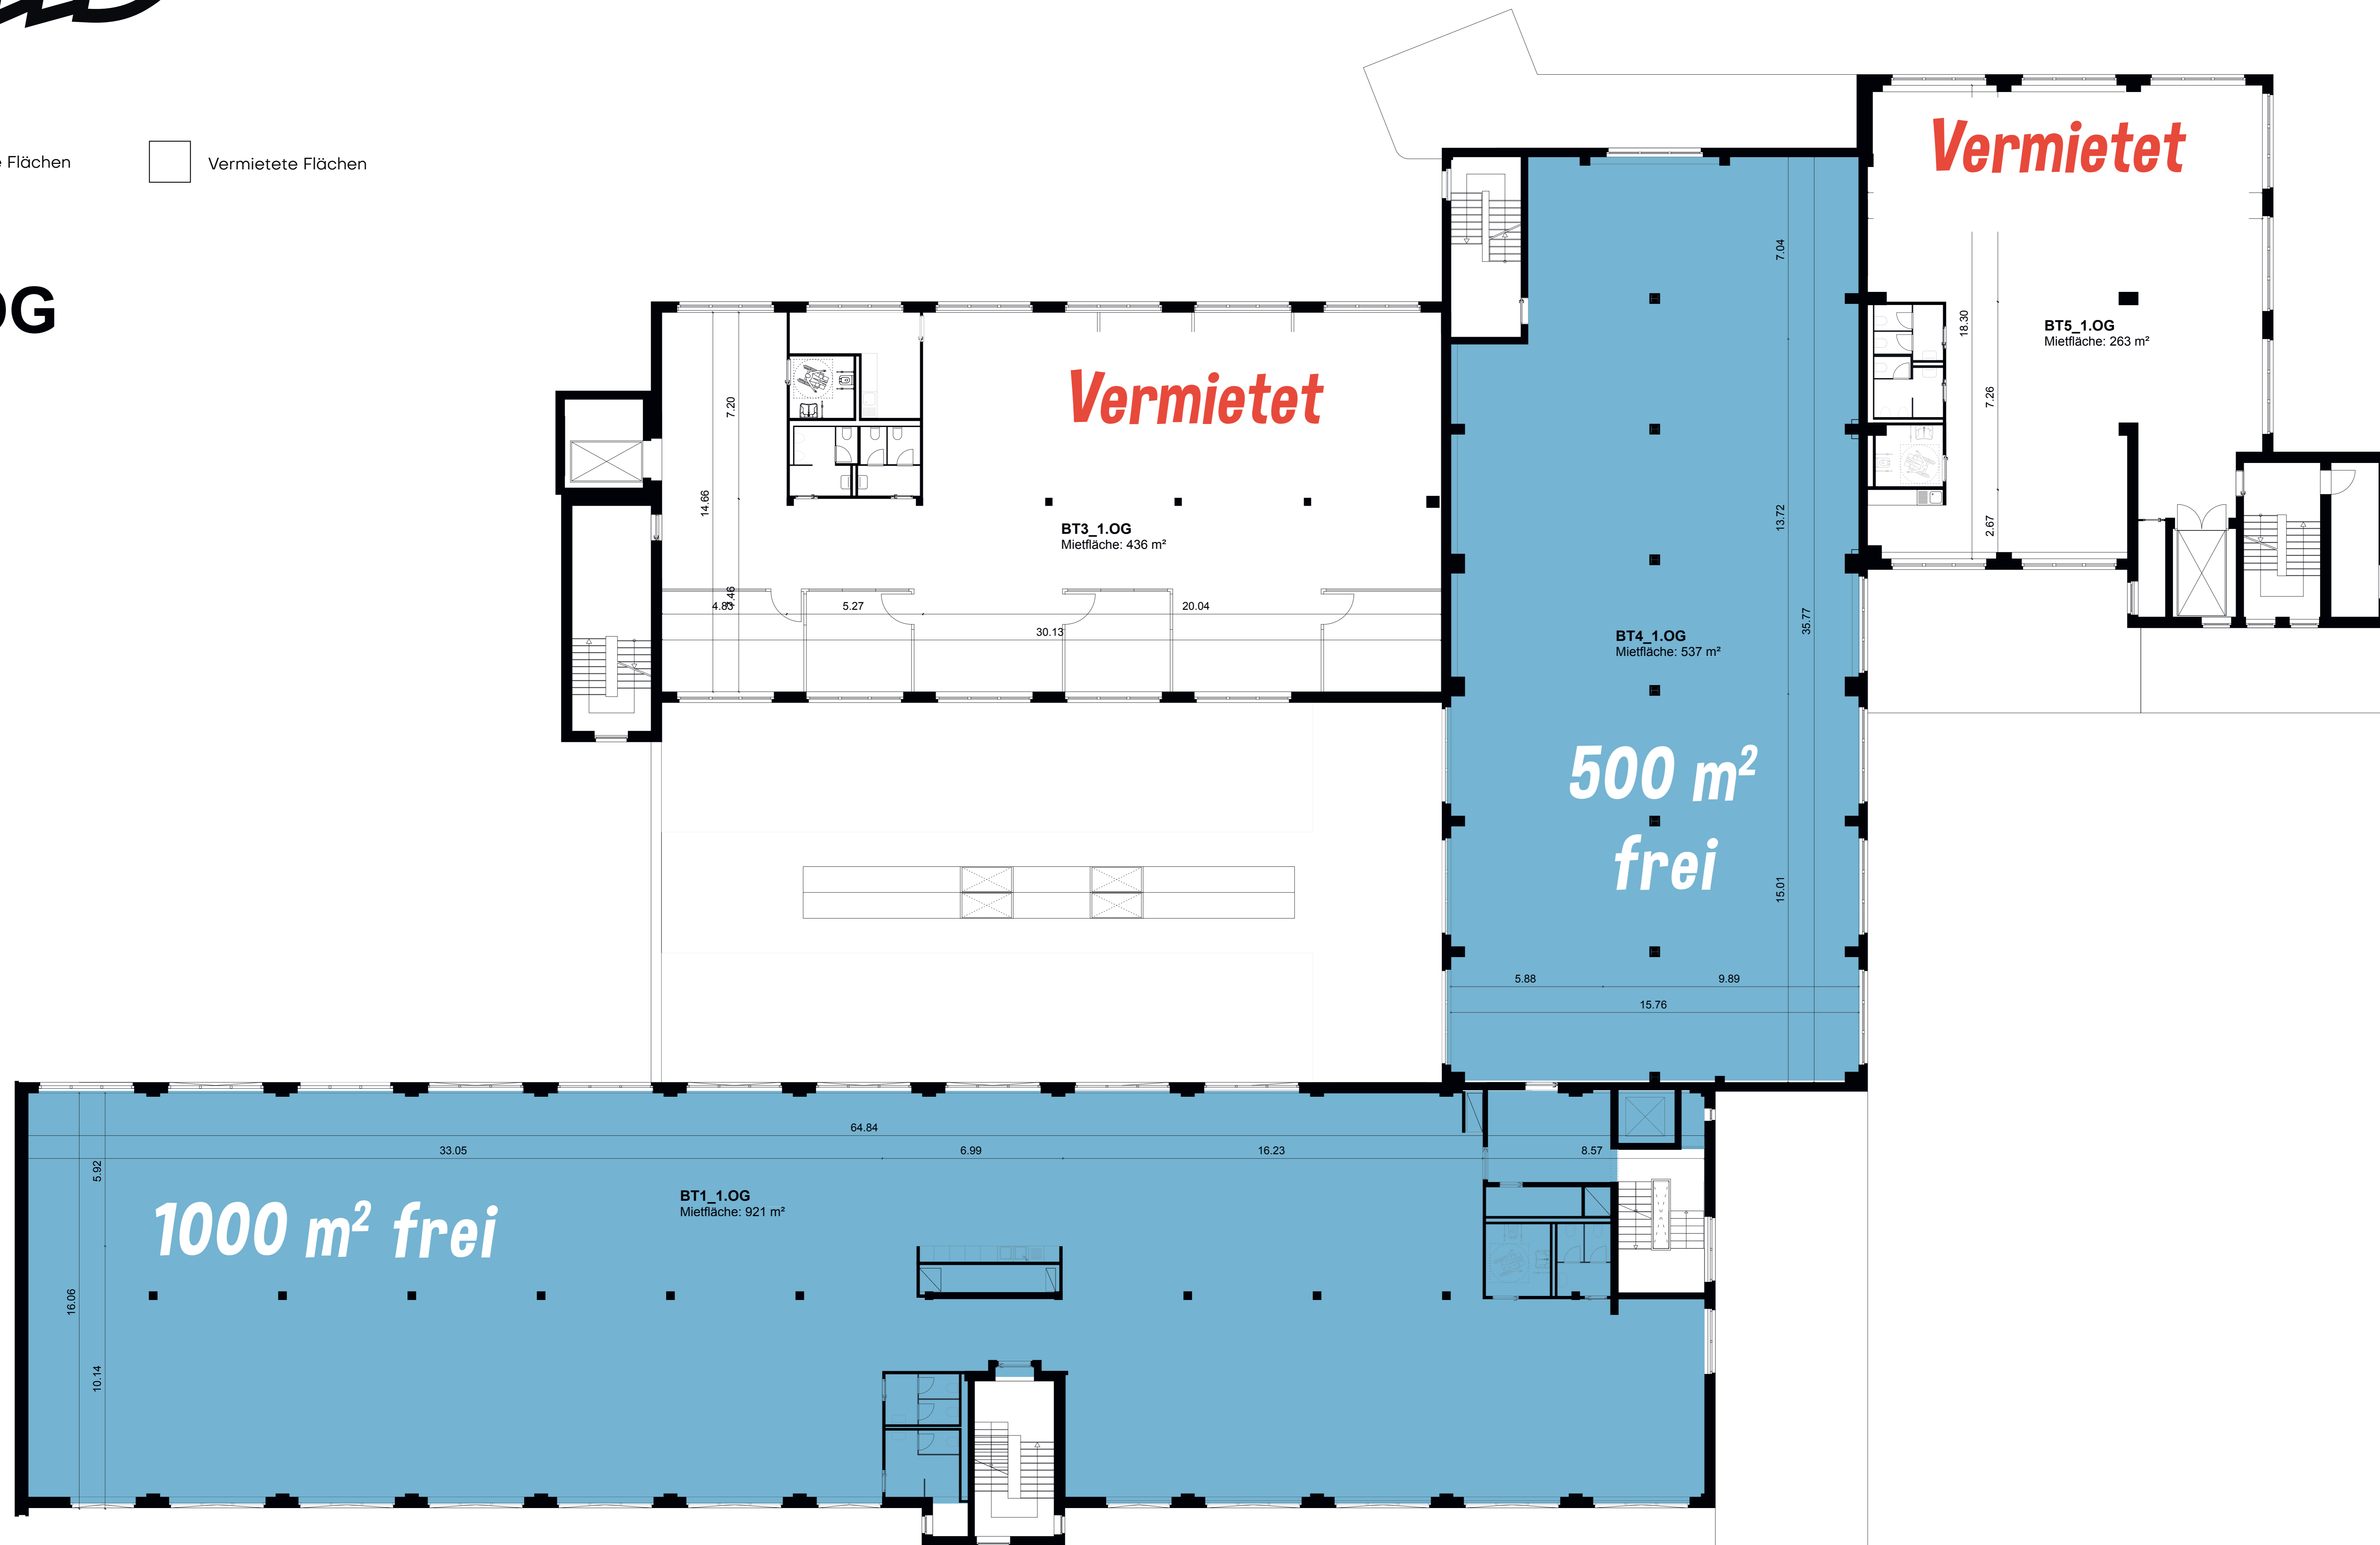 Flächen
Vermietete Flächen
OG
Vermietet
BT5_1.OG
Mietfläche: 263 m²
18.30
7.26
2.67
Vermietet
BT3_1.OG
Mietfläche: 436 m²
7.20
14.66
4.83
5.27
20.04
30.13
7.04
13.72
35.77
15.01
BT4_1.OG
Mietfläche: 537 m²
500 m²
frei
5.88
9.89
15.76
64.84
33.05
6.99
16.23
8.57
5.92
16.06
10.14
BT1_1.OG
Mietfläche: 921 m²
1000 m² frei